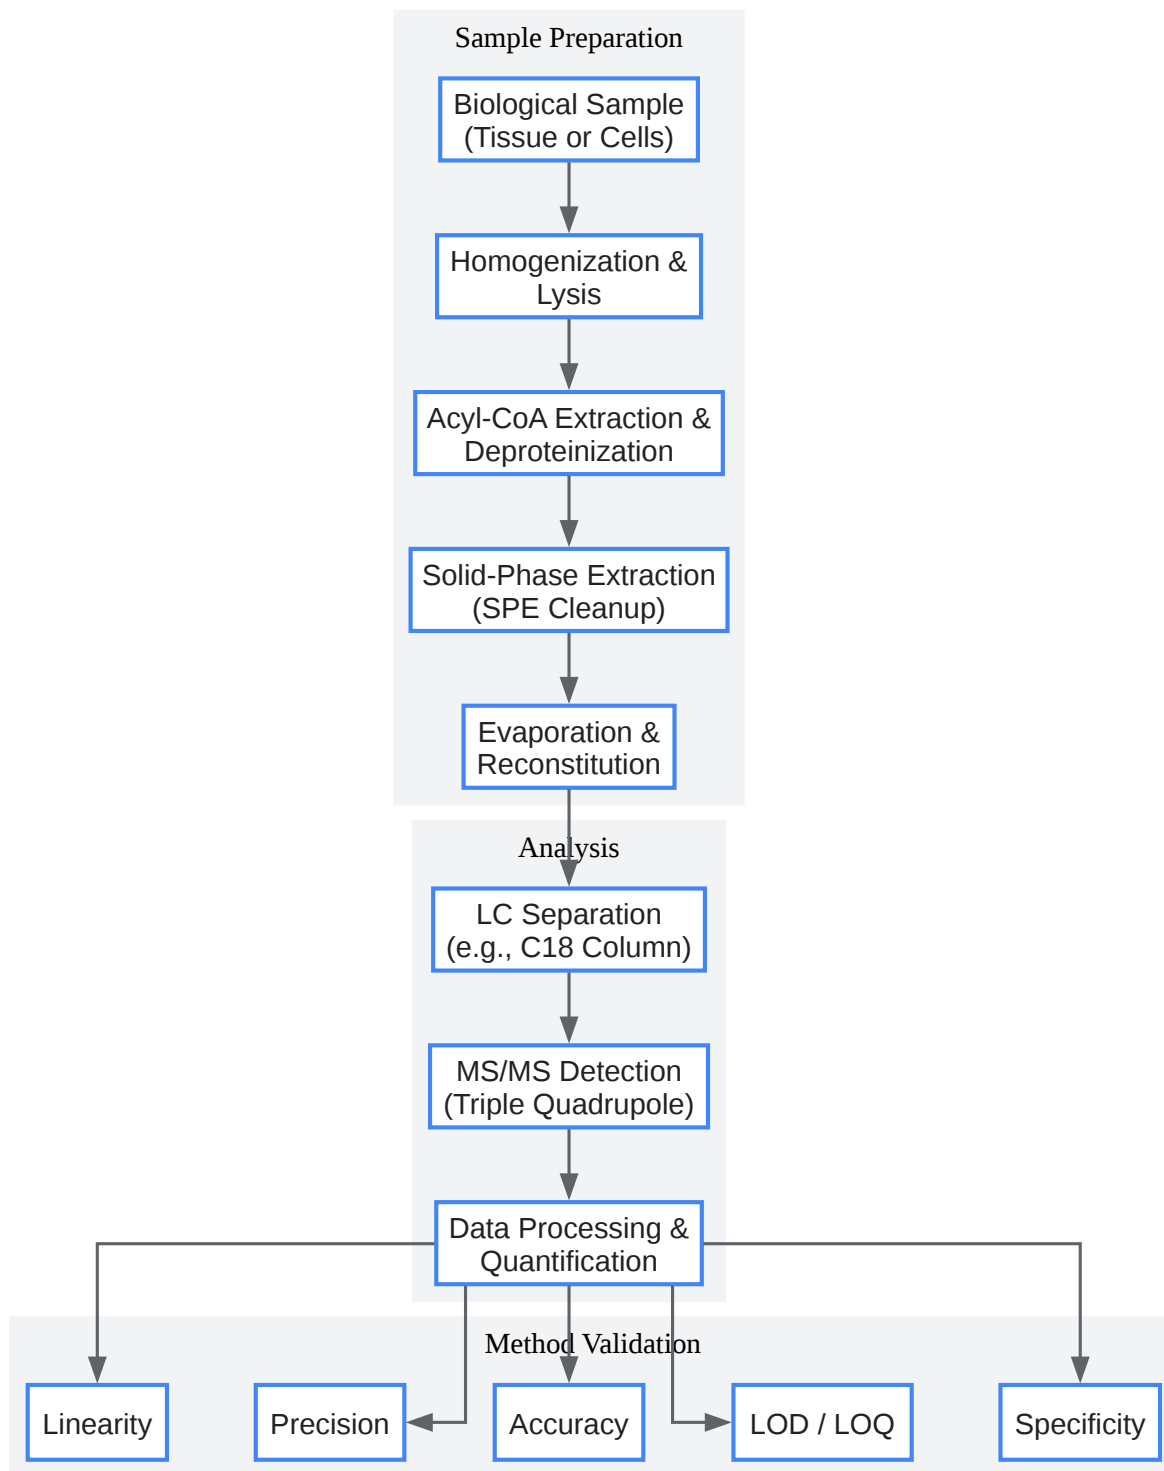 Sample Preparation
Biological Sample
(Tissue or Cells)
Homogenization &
Lysis
Acyl-CoA Extraction &
Deproteinization
Solid-Phase Extraction
(SPE Cleanup)
Evaporation &
Reconstitution
Analysis
LC Separation
(e.g., C18 Column)
MS/MS Detection
(Triple Quadrupole)
Data Processing &
Quantification
Method Validation
Linearity
Precision
Accuracy
LOD / LOQ
Specificity